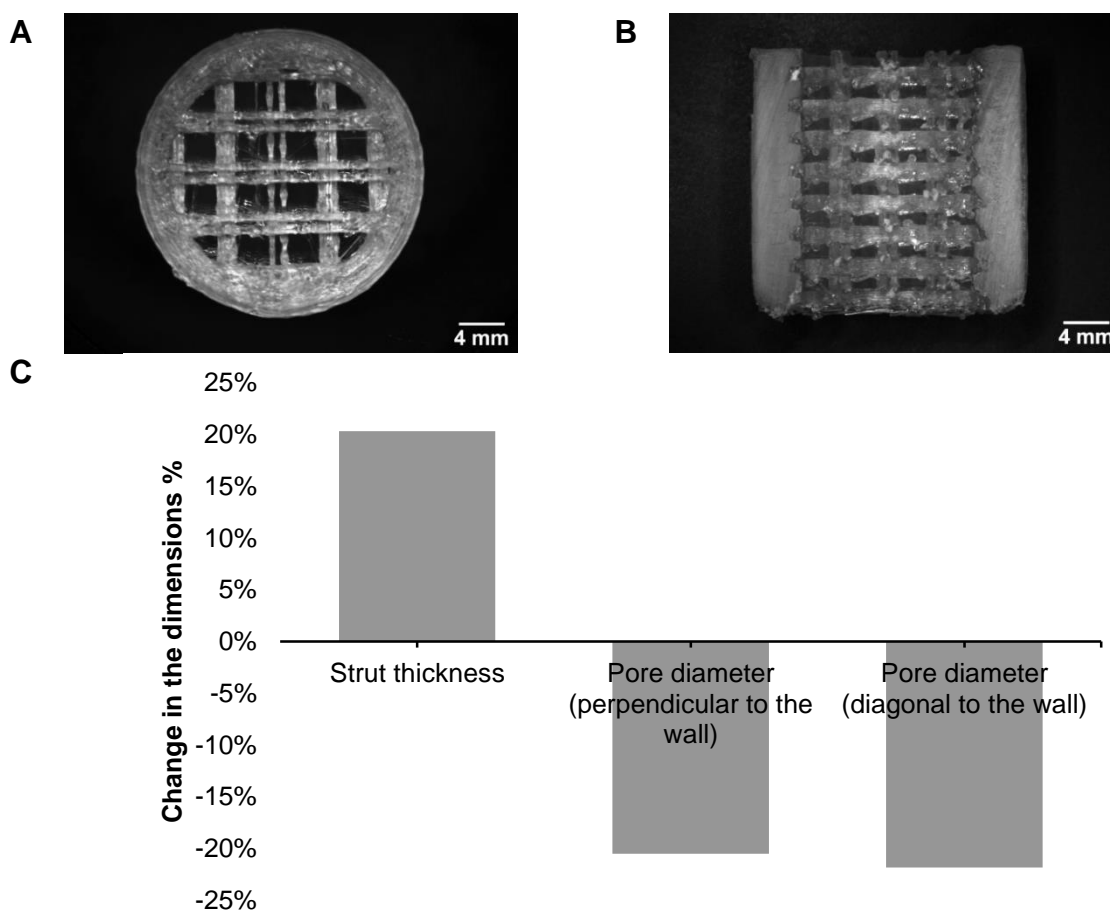 A
B
4 mm
4 mm
C
25%
20%
15%
10%
5%
0%
-5%
-10%
-15%
-20%
-25%
Change in the dimensions %
Strut thickness
Pore diameter
(perpendicular to the
wall)
Pore diameter
(diagonal to the wall)